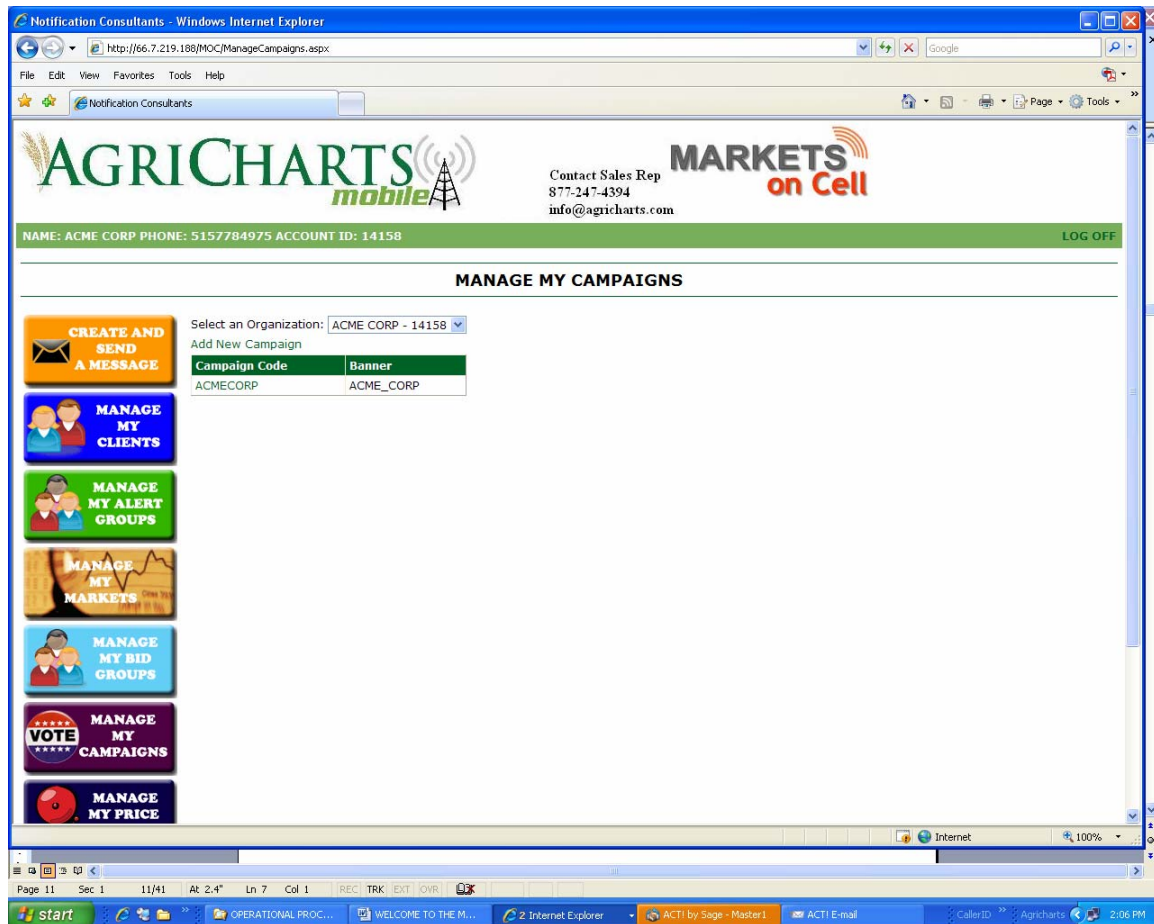 Notification Consultants - Windows Internet Explorer
http://66.7.219.188/MOC/ManageCampaigns.aspx
Google
File Edit View Favorites Tools Help
Notification Consultants
Page Tools
AGRICHARTS
mobile
Contact Sales Rep
877-247-4394
info@agricharts.com
MARKETS
on Cell
NAME: ACME CORP PHONE: 5157784975 ACCOUNT ID: 14158
LOG OFF
MANAGE MY CAMPAIGNS
Select an Organization: ACME CORP - 14158
Add New Campaign
Campaign Code Banner
ACMECORP ACME_CORP
CREATE AND
SEND
A MESSAGE
MANAGE
MY
CLIENTS
MANAGE
MY ALERT
GROUPS
MANAGE
MY
MARKETS
MANAGE
MY BID
GROUPS
VOTE
MANAGE
MY
CAMPAIGNS
MANAGE
MY PRICE
Internet
100%
Page 11 Sec 1 11/41 At 2.4" Ln 7 Col 1 REC TRK EXT OVR
start
OPERATIONAL PROC...
WELCOME TO THE M...
2 Internet Explorer
ACT! by Sage - Master1
ACT! E-mail
CallerID
Agricharts
2:06 PM